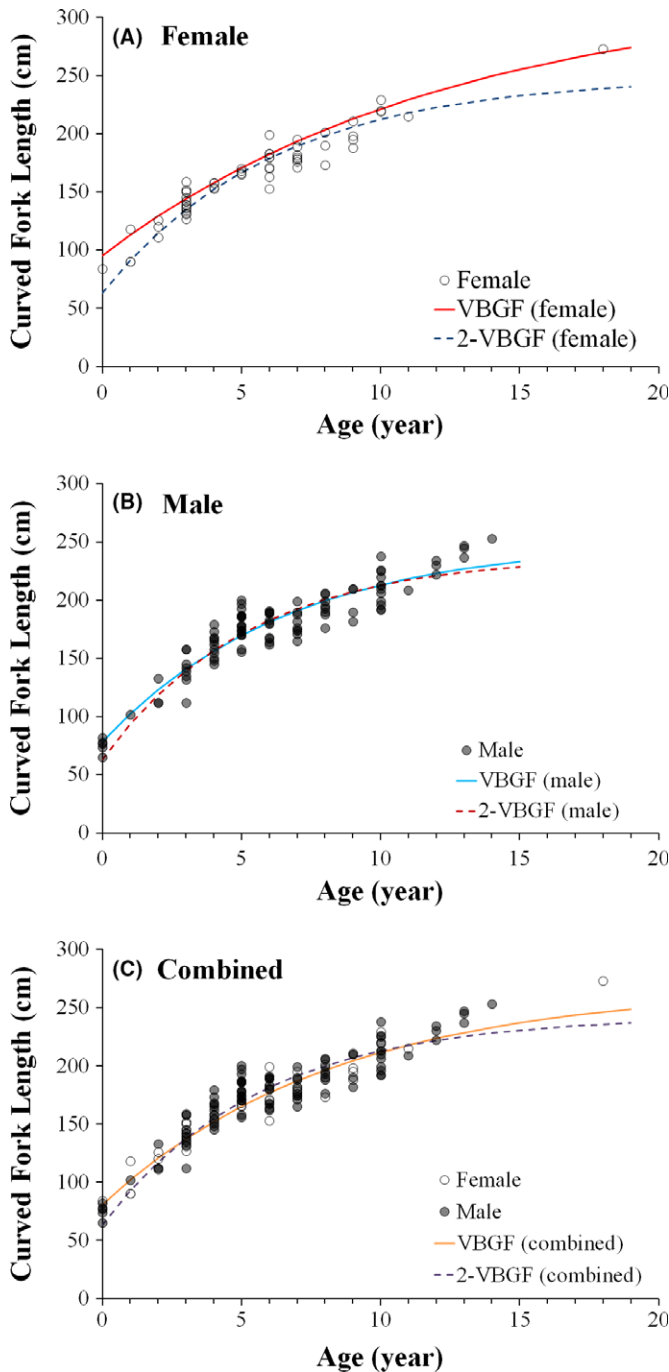 (A) Female
Curved Fork Length (cm)
300
250
200
150
100
50
0
Female
VBGF (female)
2-VBGF (female)
0 5 10 15 20
Age (year)
(B) Male
Curved Fork Length (cm)
300
250
200
150
100
50
0
Male
VBGF (male)
2-VBGF (male)
0 5 10 15 20
Age (year)
(C) Combined
Curved Fork Length (cm)
300
250
200
150
100
50
0
Female
Male
VBGF (combined)
2-VBGF (combined)
0 5 10 15 20
Age (year)